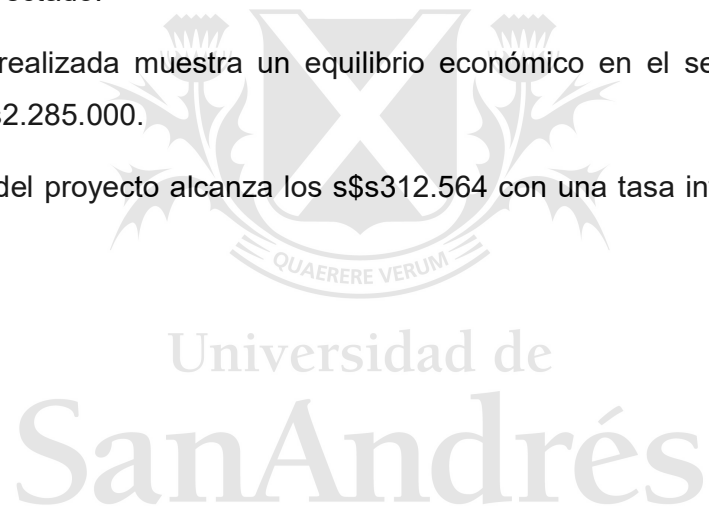 realizada muestra un equilibrio económico en el se
2.285.000.
del proyecto alcanza los s$s312.564 con una tasa in
QUAERERE VERUM
Universidad de
SanAndrés